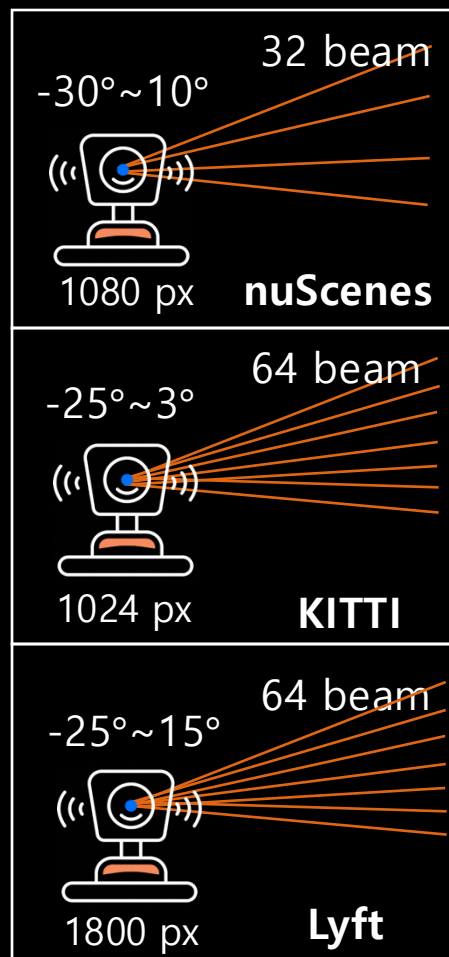 32 beam
-30°~10°
1080 px
nuScenes
64 beam
-25°~3°
1024 px
KITTI
64 beam
-25°~15°
1800 px
Lyft